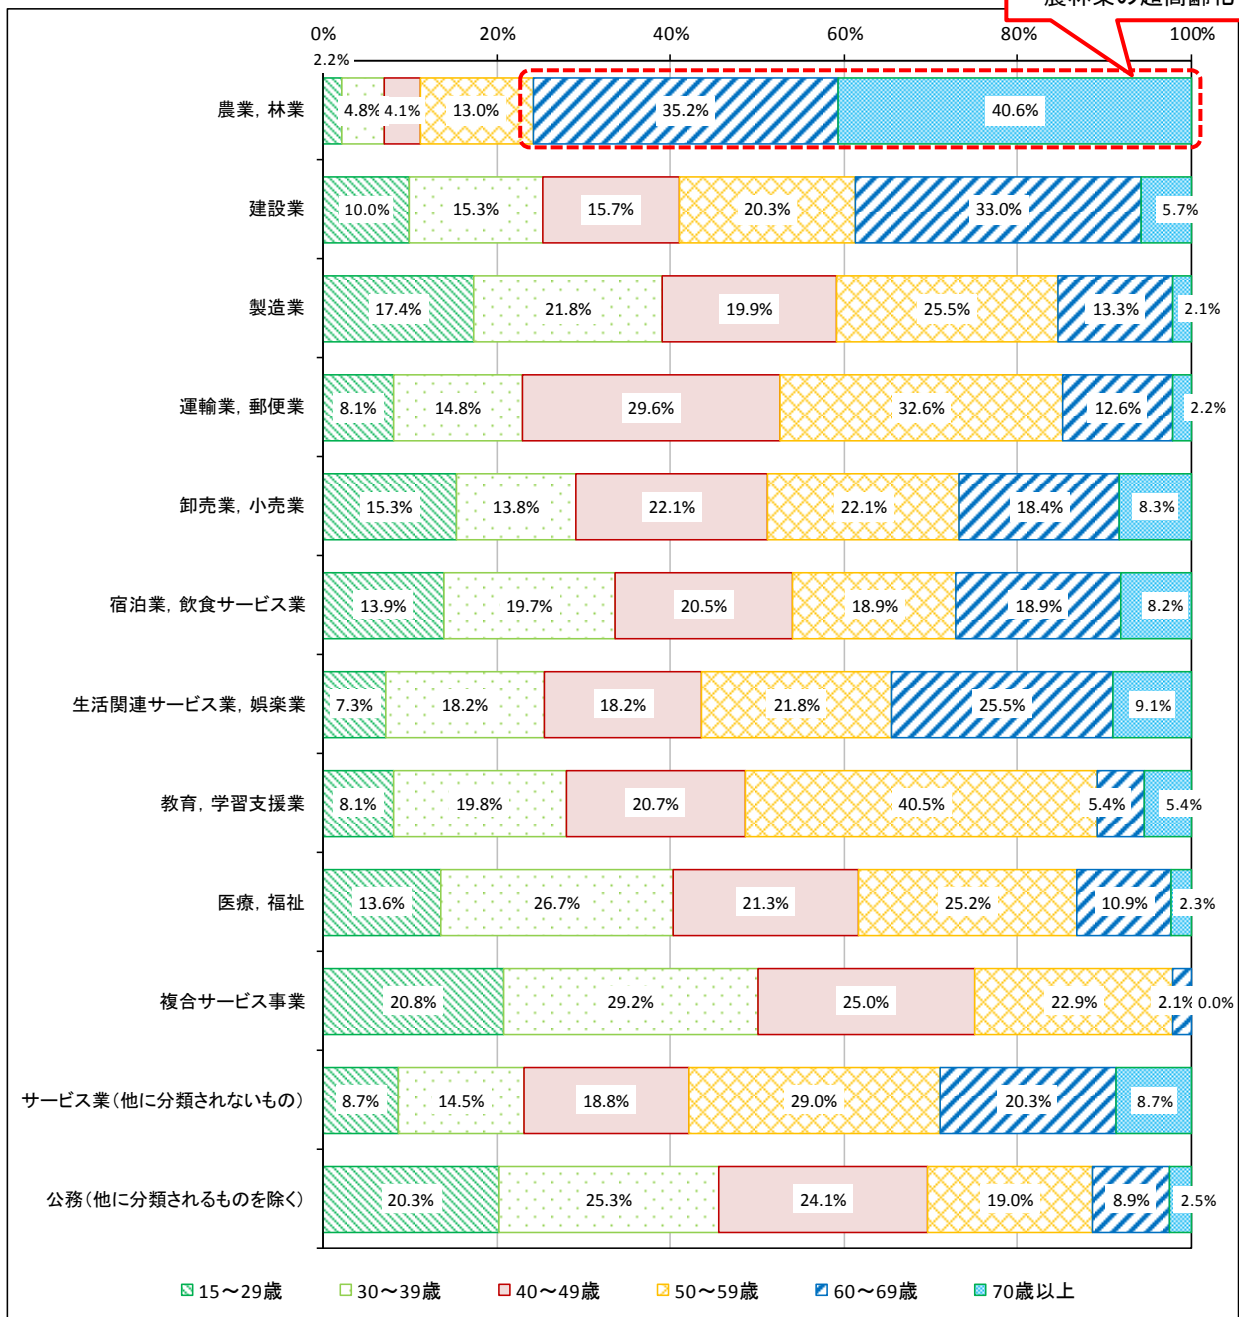 農林業の超高齢化
0% 20% 40% 60% 80% 100%
2.2%
農業, 林業 4.8% 4.1% 13.0% 35.2% 40.6%
建設業 10.0% 15.3% 15.7% 20.3% 33.0% 5.7%
製造業 17.4% 21.8% 19.9% 25.5% 13.3% 2.1%
運輸業, 郵便業 8.1% 14.8% 29.6% 32.6% 12.6% 2.2%
卸売業, 小売業 15.3% 13.8% 22.1% 22.1% 18.4% 8.3%
宿泊業, 飲食サービス業 13.9% 19.7% 20.5% 18.9% 18.9% 8.2%
生活関連サービス業, 娯楽業 7.3% 18.2% 18.2% 21.8% 25.5% 9.1%
教育, 学習支援業 8.1% 19.8% 20.7% 40.5% 5.4% 5.4%
医療, 福祉 13.6% 26.7% 21.3% 25.2% 10.9% 2.3%
複合サービス事業 20.8% 29.2% 25.0% 22.9% 2.1% 0.0%
サービス業(他に分類されないもの) 8.7% 14.5% 18.8% 29.0% 20.3% 8.7%
公務(他に分類されるものを除く) 20.3% 25.3% 24.1% 19.0% 8.9% 2.5%
15～29歳 30～39歳 40～49歳 50～59歳 60～69歳 70歳以上